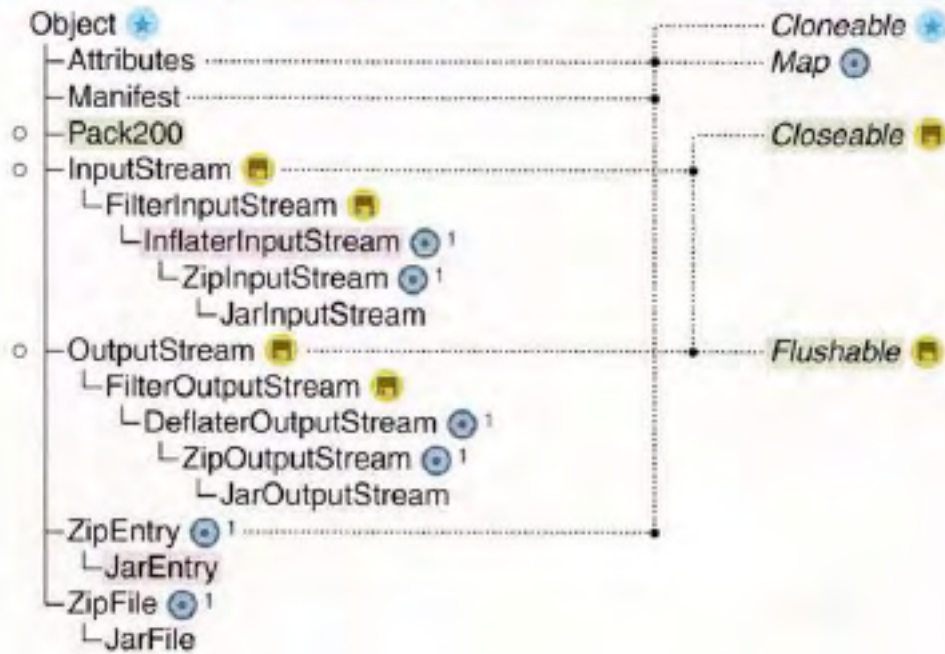 Object Cloneable
Attributes Map
Manifest
Pack200 Closeable
InputStream
FilterInputStream
InflaterInputStream 1
ZipInputStream 1
JarInputStream
OutputStream Flushable
FilterOutputStream
DeflaterOutputStream 1
ZipOutputStream 1
JarOutputStream
ZipEntry 1
JarEntry
ZipFile 1
JarFile